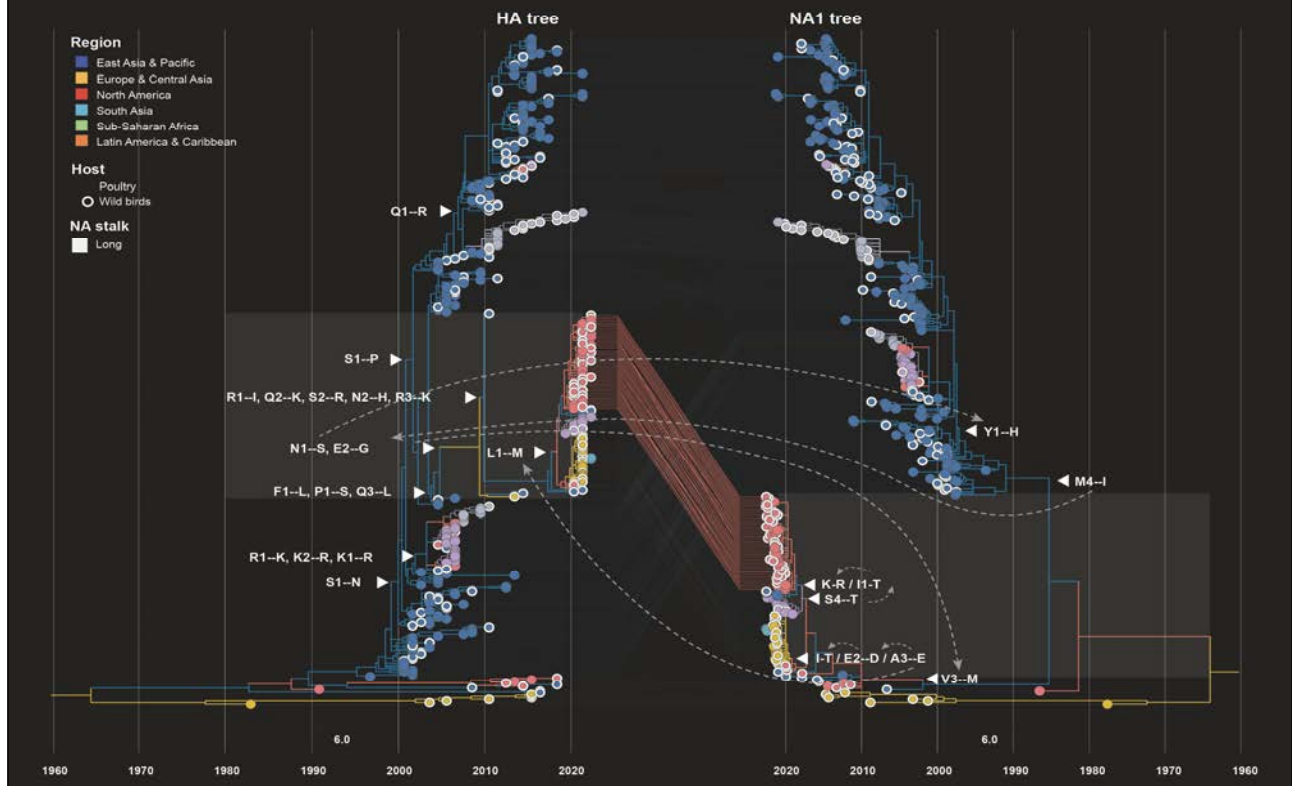 HA tree
NA1 tree
Region
East Asia & Pacific
Europe & Central Asia
North America
South Asia
Sub-Saharan Africa
Latin America & Caribbean
Host
Poultry
Wild birds
NA stalk
Long
Q1--R
S1--P
R1--I, Q2--K, S2--R, N2--H, R3--K
N1--S, E2--G
L1--M
F1--L, P1--S, Q3--L
R1--K, K2--R, K1--R
S1--N
Y1--H
M4--I
K-R / I1-T
S4--T
I-T / E2--D / A3--E
V3--M
6.0
6.0
1960 1970 1980 1990 2000 2010 2020 2020 2010 2000 1990 1980 1970 1960